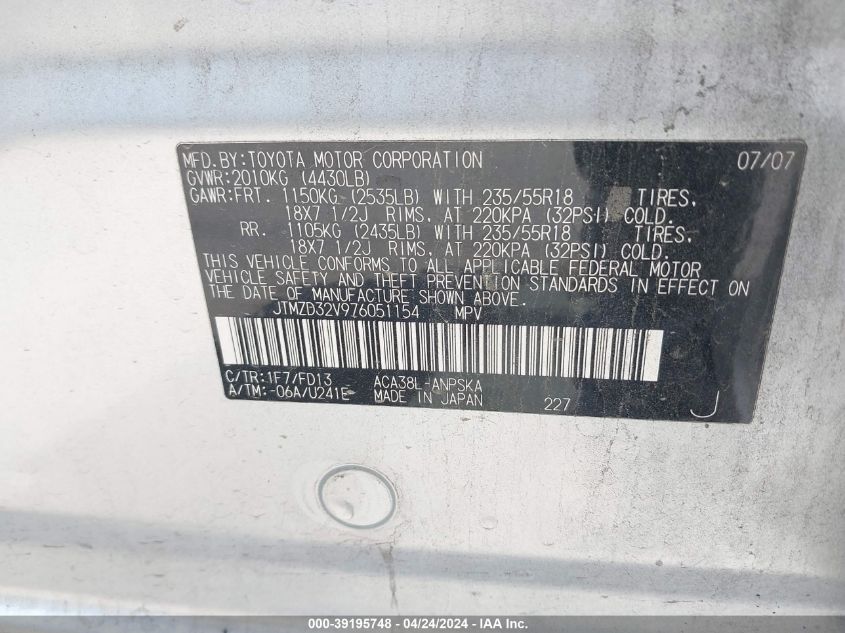 MFD.BY:TOYOTA MOTOR CORPORATION 07/07
GVWR:2010KG (4430LB)
GAWR:FRT. 1150KG (2535LB) WITH 235/55R18 TIRES,
18X7 1/2J RIMS, AT 220KPA (32PSI) COLD.
RR. 1105KG (2435LB) WITH 235/55R18 TIRES,
18X7 1/2J RIMS, AT 220KPA (32PSI) COLD.
THIS VEHICLE CONFORMS TO ALL APPLICABLE FEDERAL MOTOR
VEHICLE SAFETY AND THEFT PREVENTION STANDARDS IN EFFECT ON
THE DATE OF MANUFACTURE SHOWN ABOVE.
JTMZD32V976051154 MPV
C/TR:1F7/FD13 ACA38L-ANPSKA
A/TM:-06A/U241E MADE IN JAPAN 227 J
000-39195748 - 04/24/2024 - IAA Inc.